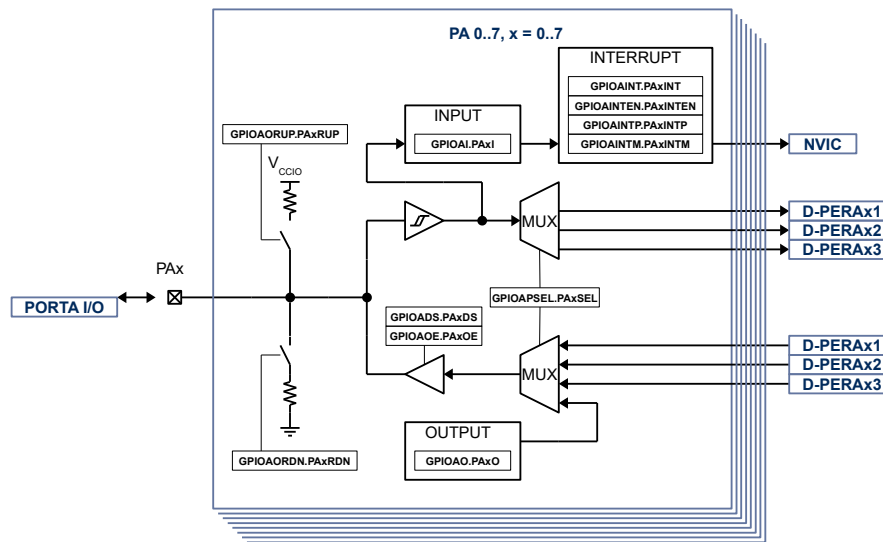 PA 0..7, x = 0..7
INTERRUPT
GPIOAINT.PAxINT
GPIOAINTEN.PAxINTEN
GPIOAINTP.PAxINTP
GPIOAINTM.PAxINTM
INPUT
GPIOAI.PAxI
NVIC
GPIOAORUP.PAxRUP
VCCIO
MUX
D-PERAx1
D-PERAx2
D-PERAx3
PAx
PORTA I/O
GPIOAPSEL.PAxSEL
GPIOADS.PAxDS
GPIOAOE.PAxOE
MUX
D-PERAx1
D-PERAx2
D-PERAx3
OUTPUT
GPIOAO.PAxO
GPIOAORDN.PAxRDN